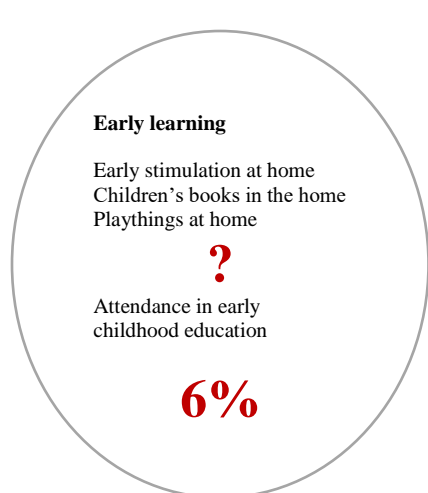 Early learning
Early stimulation at home
Children’s books in the home
Playthings at home
?
Attendance in early
childhood education
6%